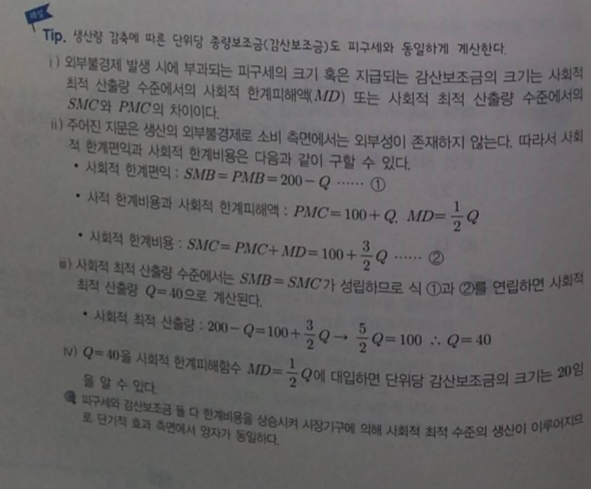 해설
Tip. 생산량 감축에 따른 단위당 종량보조금(감산보조금)도 피구세와 동일하게 계산한다.
ⅰ) 외부불경제 발생 시에 부과되는 피구세의 크기 혹은 지급되는 감산보조금의 크기는 사회적
최적 산출량 수준에서의 사회적 한계피해액(MD) 또는 사회적 최적 산출량 수준에서의
SMC와 PMC의 차이이다.
ⅱ) 주어진 지문은 생산의 외부불경제로 소비 측면에서는 외부성이 존재하지 않는다. 따라서 사회
적 한계편익과 사회적 한계비용은 다음과 같이 구할 수 있다.
• 사회적 한계편익 : SMB = PMB = 200 - Q ······ ①
• 사적 한계비용과 사회적 한계피해액 : PMC = 100 + Q, MD = 1/2 Q
• 사회적 한계비용 : SMC = PMC + MD = 100 + 3/2 Q ······ ②
ⅲ) 사회적 최적 산출량 수준에서는 SMB = SMC가 성립하므로 식 ①과 ②를 연립하면 사회적
최적 산출량 Q=40으로 계산된다.
• 사회적 최적 산출량 : 200 - Q = 100 + 3/2 Q → 5/2 Q = 100 ∴ Q = 40
ⅳ) Q=40을 사회적 한계피해함수 MD = 1/2 Q에 대입하면 단위당 감산보조금의 크기는 20임
을 알 수 있다.
피구세와 감산보조금 둘 다 한계비용을 상승시켜 시장기구에 의해 사회적 최적 수준의 생산이 이루어지므
로 단기적 효과 측면에서 양자가 동일하다.